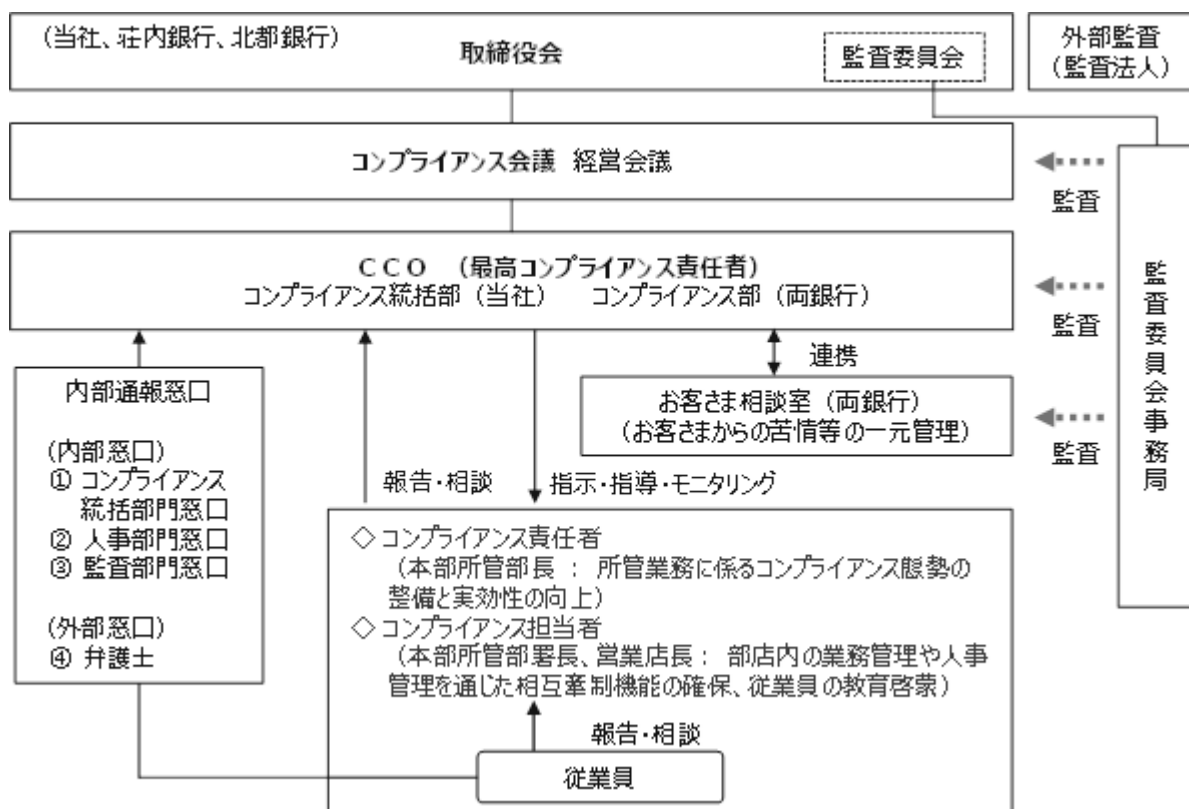 (当社、荘内銀行、北都銀行)
取締役会
監査委員会
外部監査
(監査法人)
コンプライアンス会議 経営会議
監査
CCO (最高コンプライアンス責任者)
コンプライアンス統括部(当社) コンプライアンス部(両銀行)
監査
監査委員会事務局
連携
お客さま相談室(両銀行)
(お客さまからの苦情等の一元管理)
監査
内部通報窓口
(内部窓口)
① コンプライアンス
統括部門窓口
② 人事部門窓口
③ 監査部門窓口
(外部窓口)
④ 弁護士
報告・相談
指示・指導・モニタリング
◇ コンプライアンス責任者
(本部所管部長 : 所管業務に係るコンプライアンス態勢の
整備と実効性の向上)
◇ コンプライアンス担当者
(本部所管部署長、営業店長 : 部店内の業務管理や人事
管理を通じた相互牽制機能の確保、従業員の教育啓蒙)
報告・相談
従業員